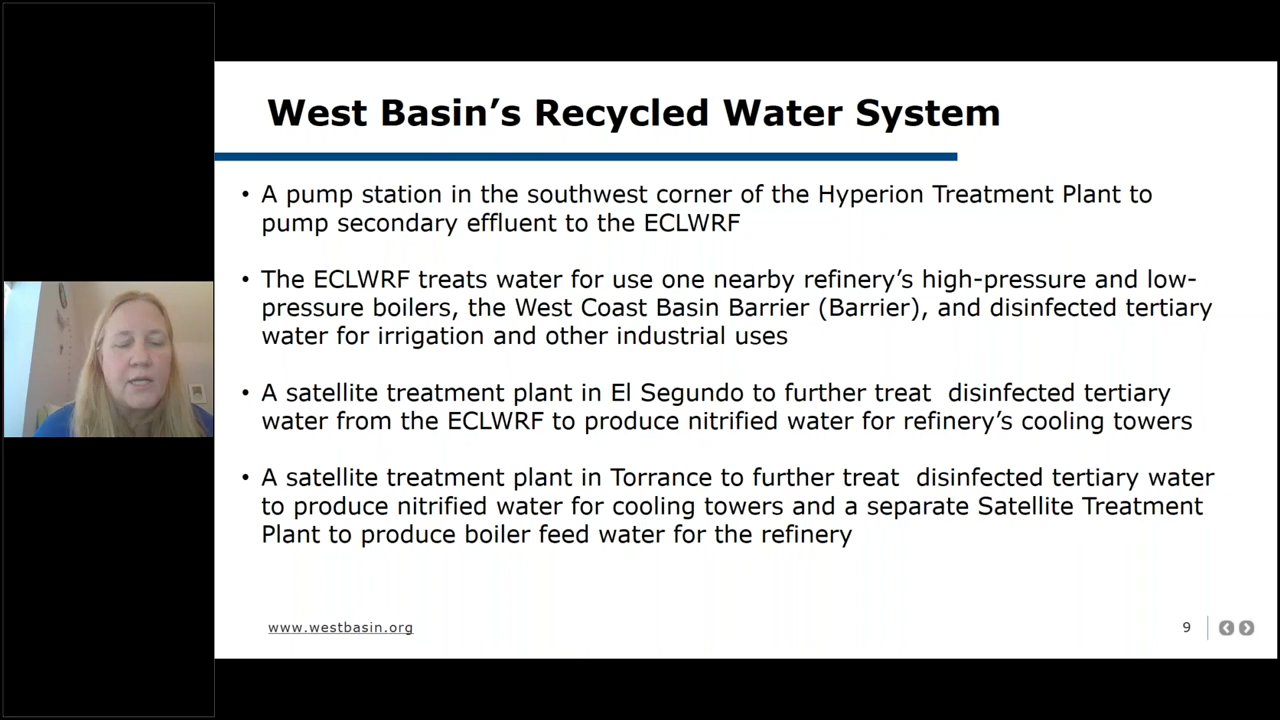 West Basin’s Recycled Water System
• A pump station in the southwest corner of the Hyperion Treatment Plant to
pump secondary effluent to the ECLWRF
• The ECLWRF treats water for use one nearby refinery’s high-pressure and low-
pressure boilers, the West Coast Basin Barrier (Barrier), and disinfected tertiary
water for irrigation and other industrial uses
• A satellite treatment plant in El Segundo to further treat  disinfected tertiary
water from the ECLWRF to produce nitrified water for refinery’s cooling towers
• A satellite treatment plant in Torrance to further treat  disinfected tertiary water
to produce nitrified water for cooling towers and a separate Satellite Treatment
Plant to produce boiler feed water for the refinery
www.westbasin.org
9